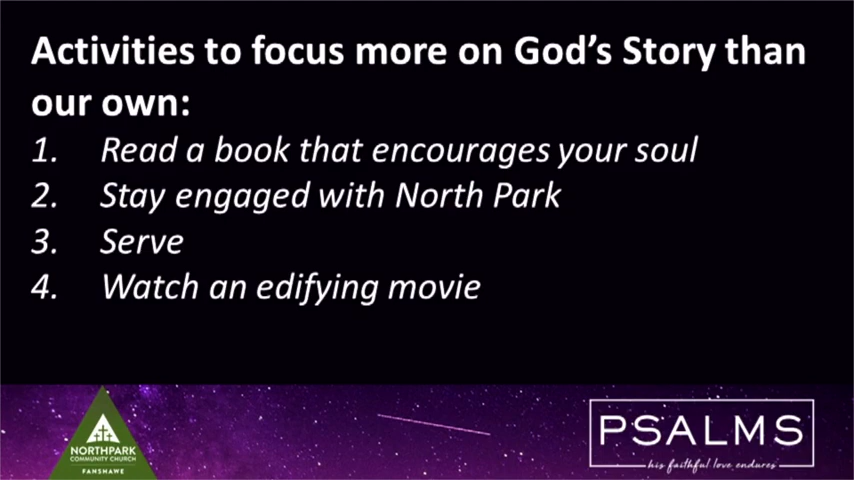 Activities to focus more on God's Story than
our own:
1. Read a book that encourages your soul
2. Stay engaged with North Park
3. Serve
4. Watch an edifying movie
NORTHPARK
COMMUNITY CHURCH
FANSHAWE
PSALMS
his faithful love endures